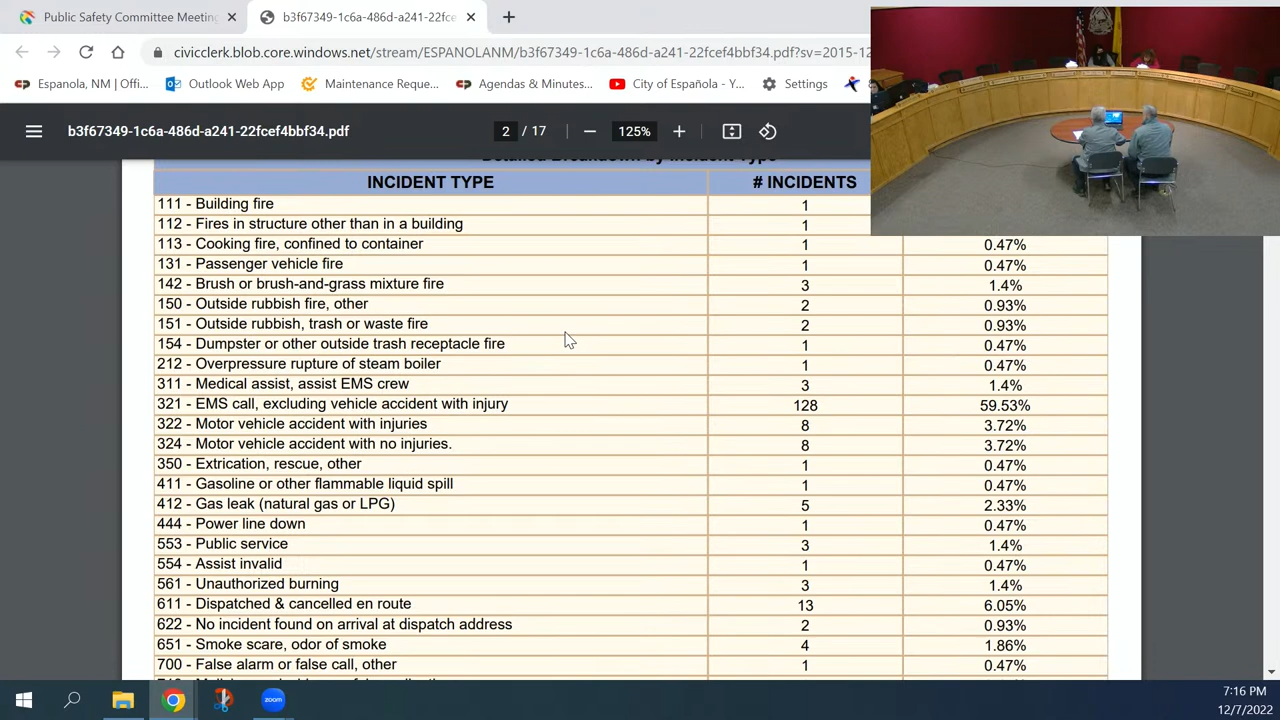 Public Safety Committee Meeting
b3f67349-1c6a-486d-a241-22fce
civicclerk.blob.core.windows.net/stream/ESPANOLANM/b3f67349-1c6a-486d-a241-22fcef4bbf34.pdf?sv=2015-12
Espanola, NM | Offi... Outlook Web App Maintenance Reque... Agendas & Minutes... City of Española - Y... Settings
b3f67349-1c6a-486d-a241-22fcef4bbf34.pdf 2 / 17 125%
Detailed Breakdown by Incident Type
INCIDENT TYPE # INCIDENTS
111 - Building fire 1
112 - Fires in structure other than in a building 1
113 - Cooking fire, confined to container 1 0.47%
131 - Passenger vehicle fire 1 0.47%
142 - Brush or brush-and-grass mixture fire 3 1.4%
150 - Outside rubbish fire, other 2 0.93%
151 - Outside rubbish, trash or waste fire 2 0.93%
154 - Dumpster or other outside trash receptacle fire 1 0.47%
212 - Overpressure rupture of steam boiler 1 0.47%
311 - Medical assist, assist EMS crew 3 1.4%
321 - EMS call, excluding vehicle accident with injury 128 59.53%
322 - Motor vehicle accident with injuries 8 3.72%
324 - Motor vehicle accident with no injuries. 8 3.72%
350 - Extrication, rescue, other 1 0.47%
411 - Gasoline or other flammable liquid spill 1 0.47%
412 - Gas leak (natural gas or LPG) 5 2.33%
444 - Power line down 1 0.47%
553 - Public service 3 1.4%
554 - Assist invalid 1 0.47%
561 - Unauthorized burning 3 1.4%
611 - Dispatched & cancelled en route 13 6.05%
622 - No incident found on arrival at dispatch address 2 0.93%
651 - Smoke scare, odor of smoke 4 1.86%
700 - False alarm or false call, other 1 0.47%
zoom
7:16 PM
12/7/2022